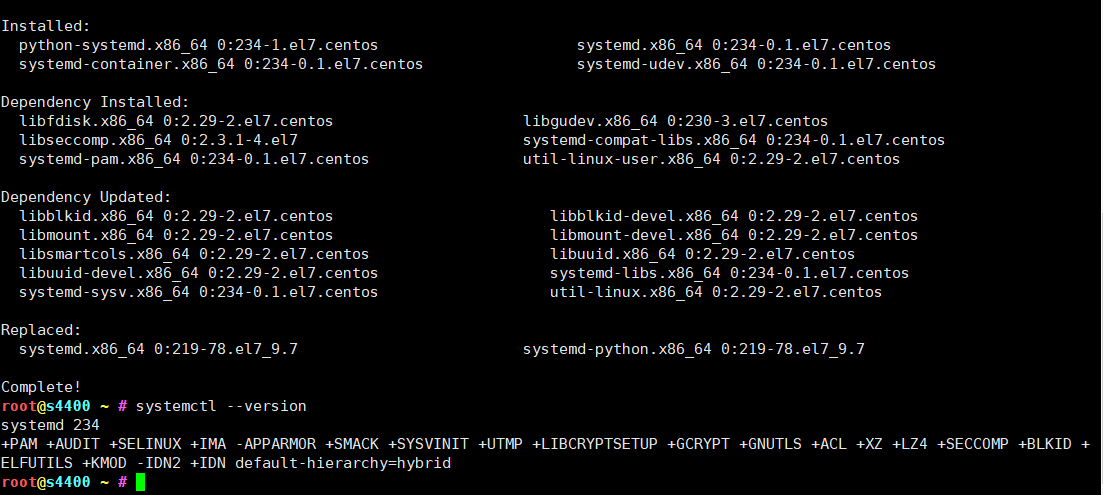 Installed:
  python-systemd.x86_64 0:234-1.el7.centos                      systemd.x86_64 0:234-0.1.el7.centos
  systemd-container.x86_64 0:234-0.1.el7.centos                 systemd-udev.x86_64 0:234-0.1.el7.centos

Dependency Installed:
  libfdisk.x86_64 0:2.29-2.el7.centos                     libgudev.x86_64 0:230-3.el7.centos
  libseccomp.x86_64 0:2.3.1-4.el7                         systemd-compat-libs.x86_64 0:234-0.1.el7.centos
  systemd-pam.x86_64 0:234-0.1.el7.centos                 util-linux-user.x86_64 0:2.29-2.el7.centos

Dependency Updated:
  libblkid.x86_64 0:2.29-2.el7.centos                        libblkid-devel.x86_64 0:2.29-2.el7.centos
  libmount.x86_64 0:2.29-2.el7.centos                        libmount-devel.x86_64 0:2.29-2.el7.centos
  libsmartcols.x86_64 0:2.29-2.el7.centos                    libuuid.x86_64 0:2.29-2.el7.centos
  libuuid-devel.x86_64 0:2.29-2.el7.centos                   systemd-libs.x86_64 0:234-0.1.el7.centos
  systemd-sysv.x86_64 0:234-0.1.el7.centos                   util-linux.x86_64 0:2.29-2.el7.centos

Replaced:
  systemd.x86_64 0:219-78.el7_9.7                         systemd-python.x86_64 0:219-78.el7_9.7

Complete!
root@s4400 ~ # systemctl --version
systemd 234
+PAM +AUDIT +SELINUX +IMA -APPARMOR +SMACK +SYSVINIT +UTMP +LIBCRYPTSETUP +GCRYPT +GNUTLS +ACL +XZ +LZ4 +SECCOMP +BLKID +
ELFUTILS +KMOD -IDN2 +IDN default-hierarchy=hybrid
root@s4400 ~ #